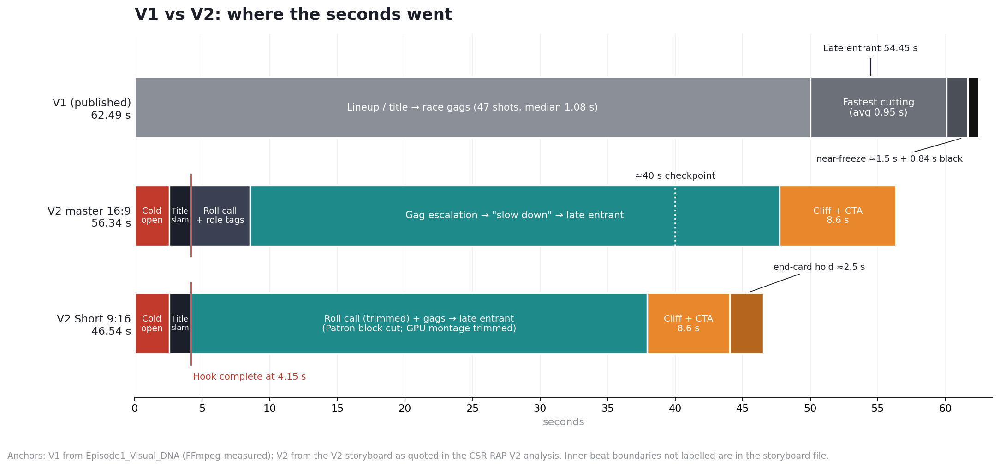 V1 vs V2: where the seconds went
Late entrant 54.45 s
V1 (published)
62.49 s
Lineup / title → race gags (47 shots, median 1.08 s)
Fastest cutting
(avg 0.95 s)
near-freeze ≈1.5 s + 0.84 s black
≈40 s checkpoint
V2 master 16:9
56.34 s
Cold
open
Title
slam
Roll call
+ role tags
Gag escalation → "slow down" → late entrant
Cliff + CTA
8.6 s
end-card hold ≈2.5 s
V2 Short 9:16
46.54 s
Cold
open
Title
slam
Roll call (trimmed) + gags → late entrant
(Patron block cut; GPU montage trimmed)
Cliff + CTA
8.6 s
Hook complete at 4.15 s
0 5 10 15 20 25 30 35 40 45 50 55 60
seconds
Anchors: V1 from Episode1_Visual_DNA (FFmpeg-measured); V2 from the V2 storyboard as quoted in the CSR-RAP V2 analysis. Inner beat boundaries not labelled are in the storyboard file.